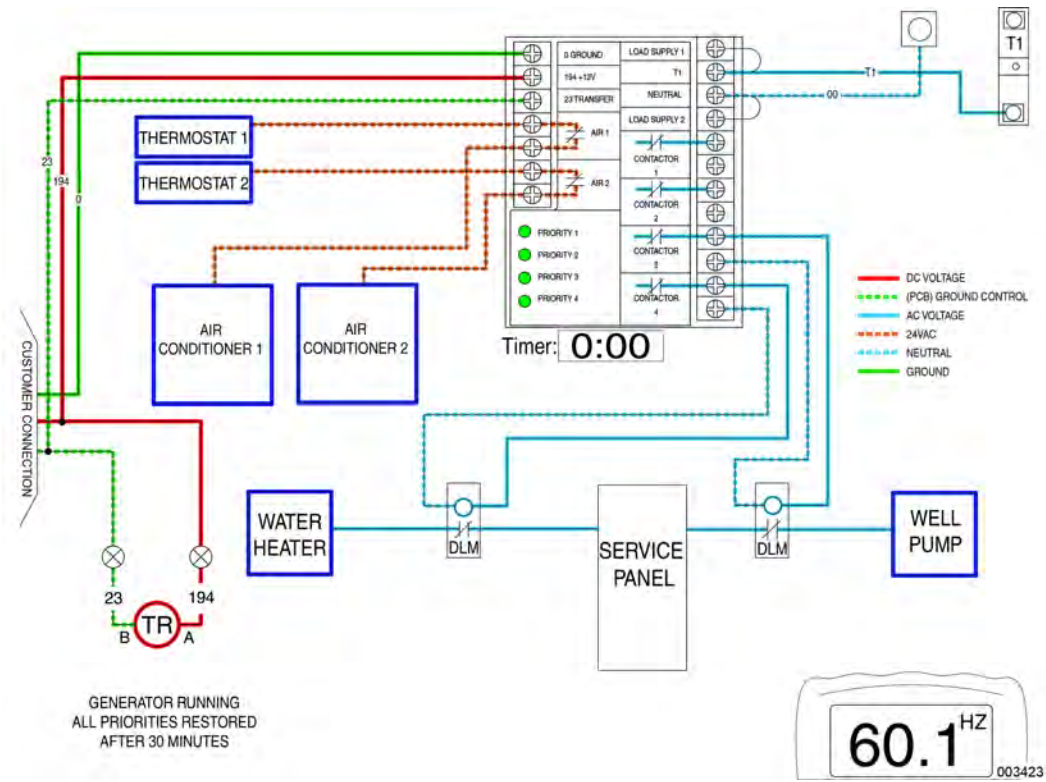 0 GROUND
194 +12V
23 TRANSFER
AIR 1
AIR 2
PRIORITY 1
PRIORITY 2
PRIORITY 3
PRIORITY 4
LOAD SUPPLY 1
T1
NEUTRAL
LOAD SUPPLY 2
CONTACTOR
1
CONTACTOR
2
CONTACTOR
3
CONTACTOR
4
T1
00
T1
THERMOSTAT 1
THERMOSTAT 2
23
194
0
AIR
CONDITIONER 1
AIR
CONDITIONER 2
Timer: 0:00
DC VOLTAGE
(PCB) GROUND CONTROL
AC VOLTAGE
24VAC
NEUTRAL
GROUND
CUSTOMER CONNECTION
WATER
HEATER
DLM
SERVICE
PANEL
DLM
WELL
PUMP
23
194
B
TR
A
GENERATOR RUNNING
ALL PRIORITIES RESTORED
AFTER 30 MINUTES
60.1 HZ
003423